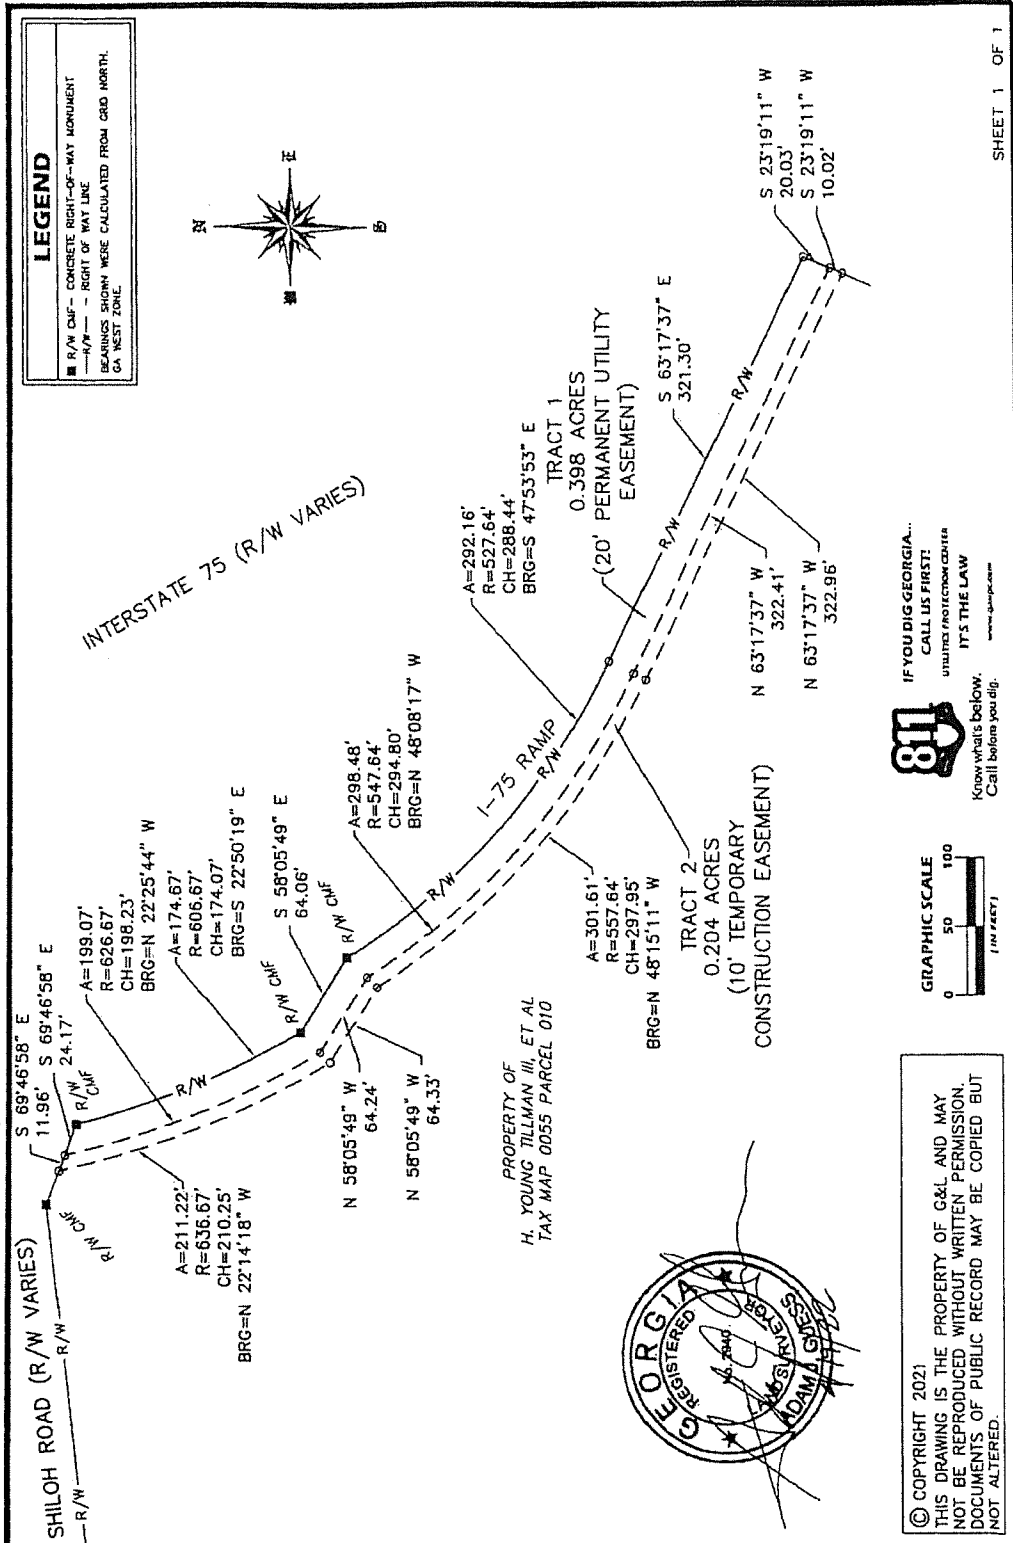 LEGEND
R/W CMF- CONCRETE RIGHT-OF-WAY MONUMENT
—R/W— - RIGHT OF WAY LINE
BEARINGS SHOWN WERE CALCULATED FROM GRID NORTH.
GA WEST ZONE.
N
E
S
W
SHILOH ROAD (R/W VARIES)
R/W
R/W
R/W CMF
S 69°46'58" E
11.96'
S 69°46'58" E
24.17'
R/W
CMF
A=199.07'
R=626.67'
CH=198.23'
BRG=N 22°25'44" W
A=174.67'
R=606.67'
CH=174.07'
BRG=S 22°50'19" E
R/W
R/W CMF
S 58°05'49" E
64.06'
R/W CMF
A=298.48'
R=547.64'
CH=294.80'
BRG=N 48°08'17" W
INTERSTATE 75 (R/W VARIES)
R/W
I-75 RAMP
R/W
A=292.16'
R=527.64'
CH=288.44'
BRG=S 47°53'53" E
TRACT 1
0.398 ACRES
(20' PERMANENT UTILITY
EASEMENT)
R/W
S 63°17'37" E
321.30'
R/W
S 23°19'11" W
20.03'
S 23°19'11" W
10.02'
A=211.22'
R=636.67'
CH=210.25'
BRG=N 22°14'18" W
N 58°05'49" W
64.24'
N 58°05'49" W
64.33'
PROPERTY OF
H. YOUNG TILLMAN III, ET AL
TAX MAP 0055 PARCEL 010
A=301.61'
R=557.64'
CH=297.95'
BRG=N 48°15'11" W
TRACT 2
0.204 ACRES
(10' TEMPORARY
CONSTRUCTION EASEMENT)
N 63°17'37" W
322.41'
N 63°17'37" W
322.96'
GEORGIA
REGISTERED
LAND SURVEYOR
ADAM J. GUESS
© COPYRIGHT 2021
THIS DRAWING IS THE PROPERTY OF G&L AND MAY
NOT BE REPRODUCED WITHOUT WRITTEN PERMISSION.
DOCUMENTS OF PUBLIC RECORD MAY BE COPIED BUT
NOT ALTERED.
GRAPHIC SCALE
0 50 100
( IN FEET )
811
Know what's below.
Call before you dig.
IF YOU DIG GEORGIA...
CALL US FIRST!
UTILITIES PROTECTION CENTER
IT'S THE LAW
SHEET 1 OF 1